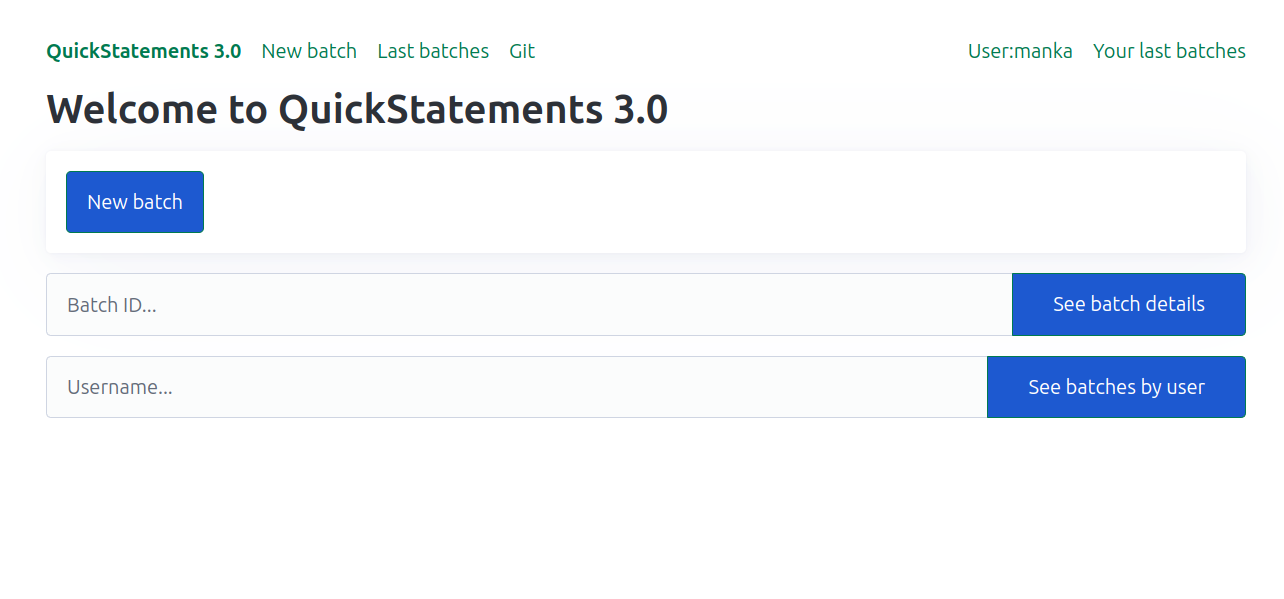 QuickStatements 3.0 New batch Last batches Git User:manka Your last batches
Welcome to QuickStatements 3.0
New batch
Batch ID... See batch details
Username... See batches by user